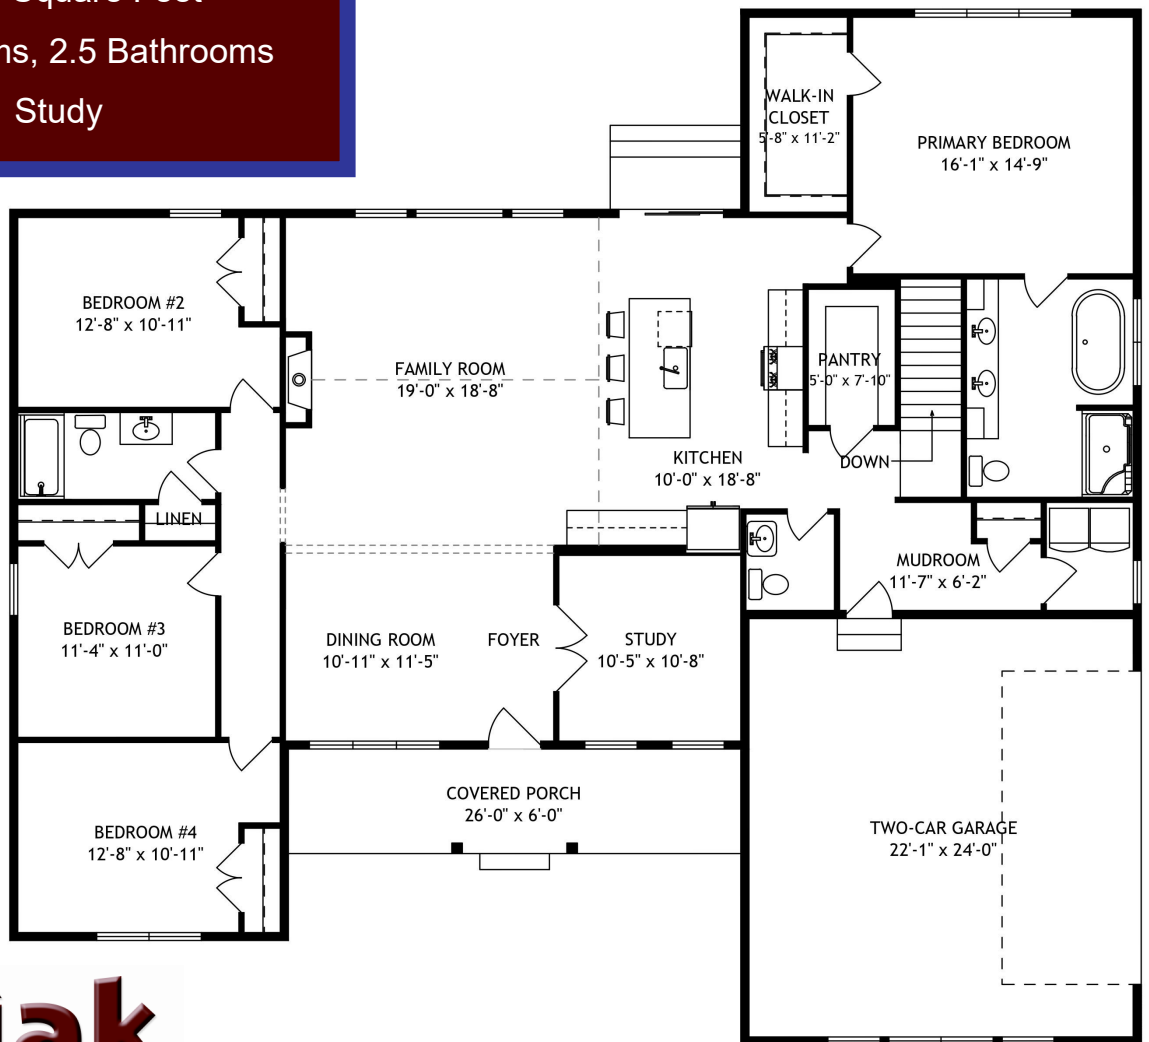 2.5 Bathrooms
Study
WALK-IN
CLOSET
5'-8" x 11'-2"
PRIMARY BEDROOM
16'-1" x 14'-9"
BEDROOM #2
12'-8" x 10'-11"
FAMILY ROOM
19'-0" x 18'-8"
PANTRY
5'-0" x 7'-10"
KITCHEN
10'-0" x 18'-8"
DOWN
LINEN
MUDROOM
11'-7" x 6'-2"
BEDROOM #3
11'-4" x 11'-0"
DINING ROOM
10'-11" x 11'-5"
FOYER
STUDY
10'-5" x 10'-8"
COVERED PORCH
26'-0" x 6'-0"
BEDROOM #4
12'-8" x 10'-11"
TWO-CAR GARAGE
22'-1" x 24'-0"